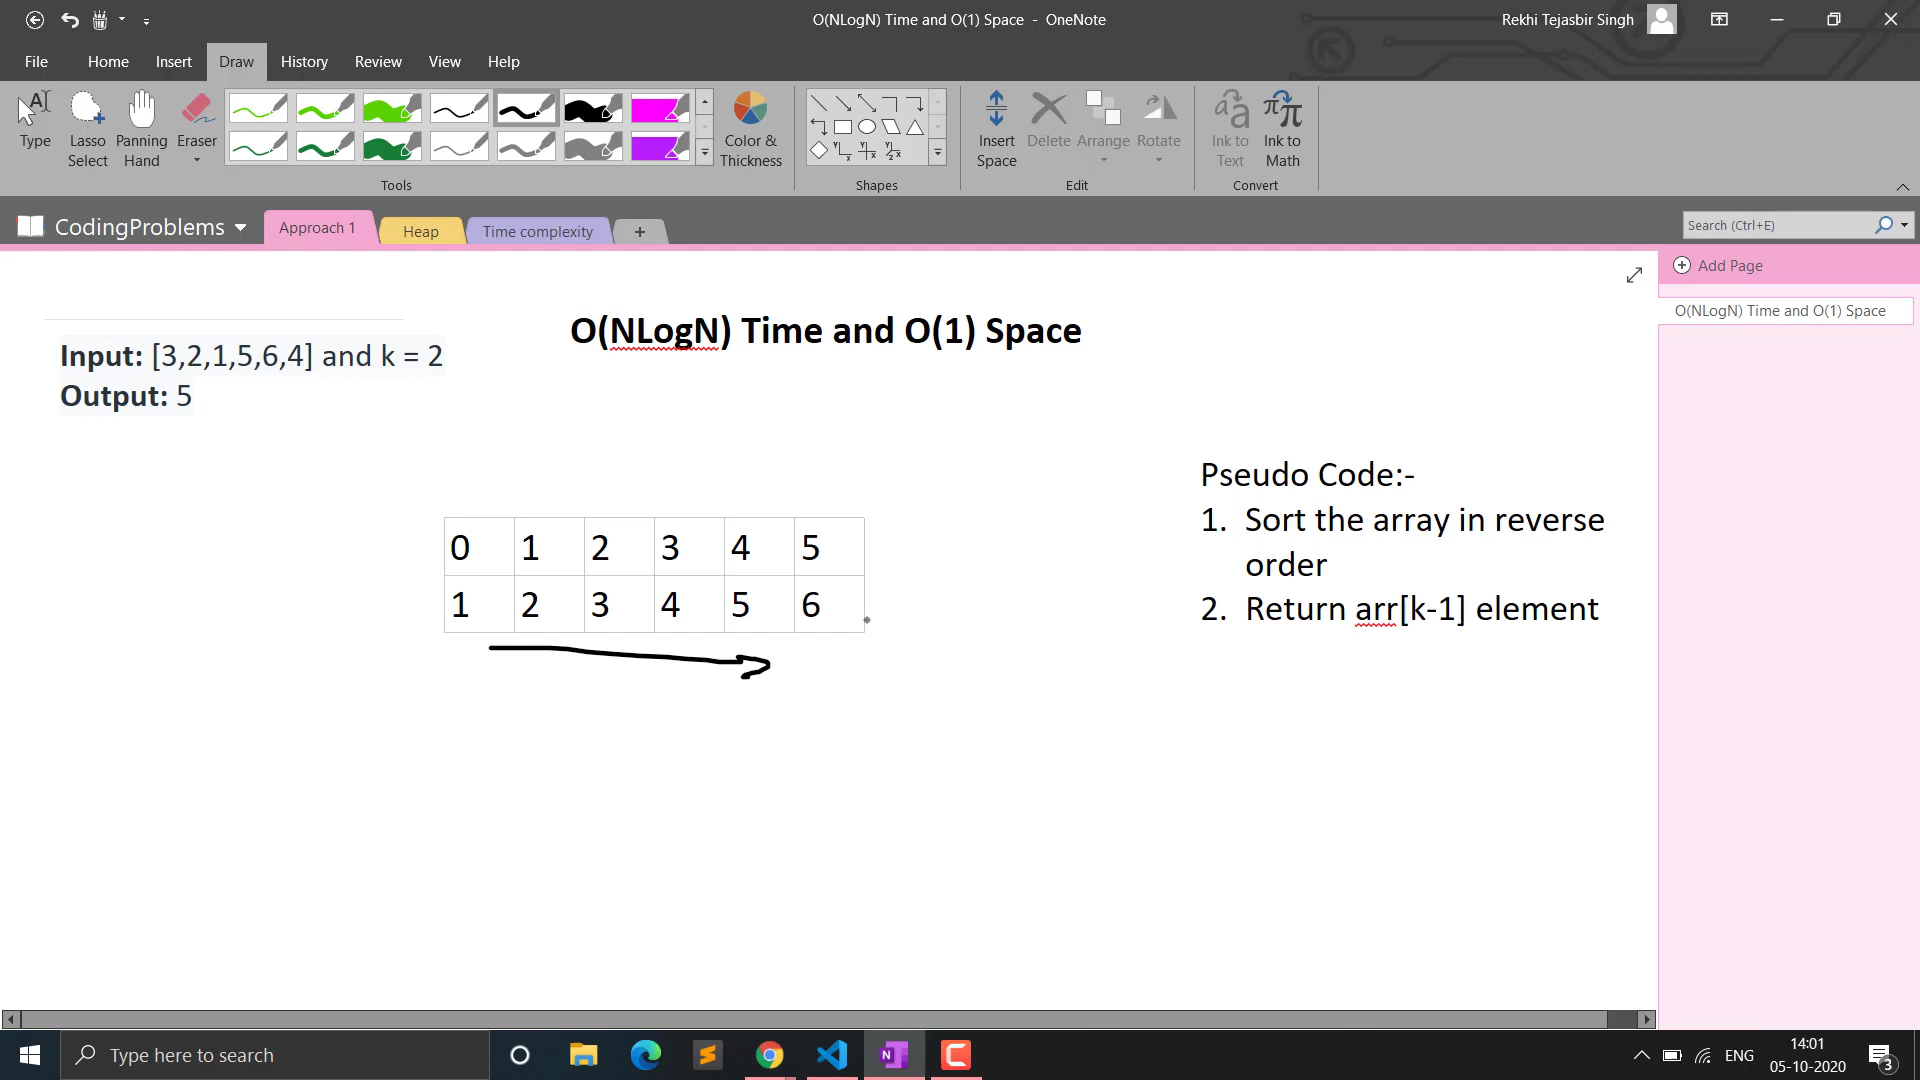 O(NLogN) Time and O(1) Space - OneNote
Rekhi Tejasbir Singh
File Home Insert Draw History Review View Help
Type
Lasso Select
Panning Hand
Eraser
Color & Thickness
Insert Space
Delete
Arrange
Rotate
Ink to Text
Ink to Math
Tools
Shapes
Edit
Convert
CodingProblems
Approach 1
Heap
Time complexity
+
Search (Ctrl+E)
Add Page
O(NLogN) Time and O(1) Space
O(NLogN) Time and O(1) Space
Input: [3,2,1,5,6,4] and k = 2
Output: 5
0 1 2 3 4 5
1 2 3 4 5 6
Pseudo Code:-
1. Sort the array in reverse
order
2. Return arr[k-1] element
Type here to search
ENG
14:01
05-10-2020
3